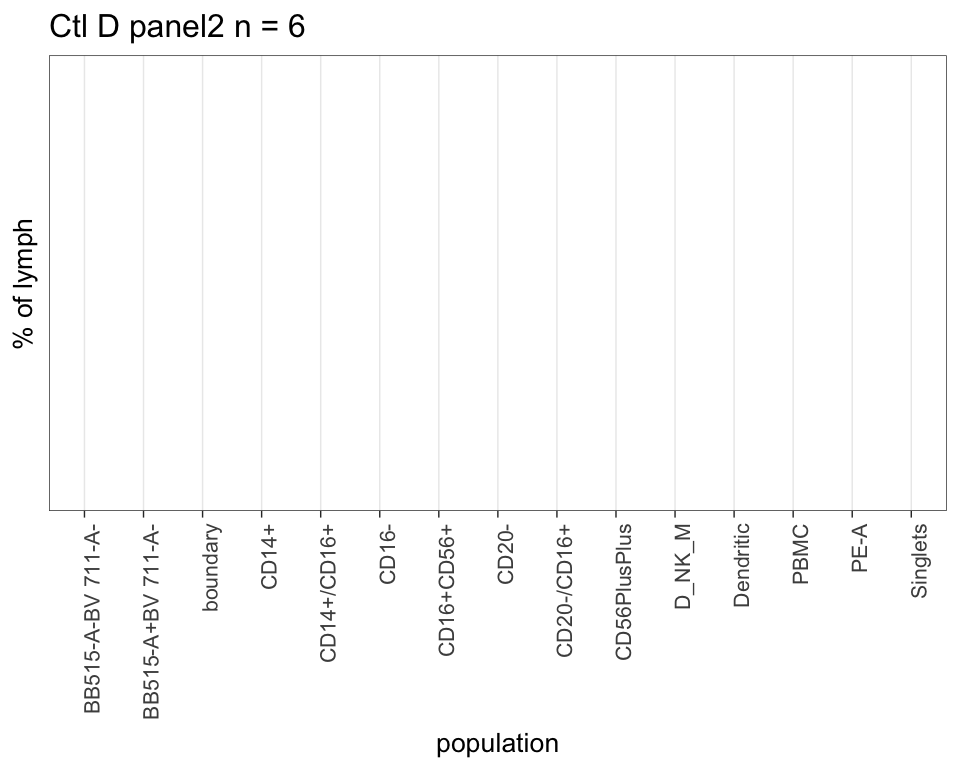 Ctl D panel2 n = 6
% of lymph
BB515-A-BV 711-A-
BB515-A+BV 711-A-
boundary
CD14+
CD14+/CD16+
CD16-
CD16+CD56+
CD20-
CD20-/CD16+
CD56PlusPlus
D_NK_M
Dendritic
PBMC
PE-A
Singlets
population